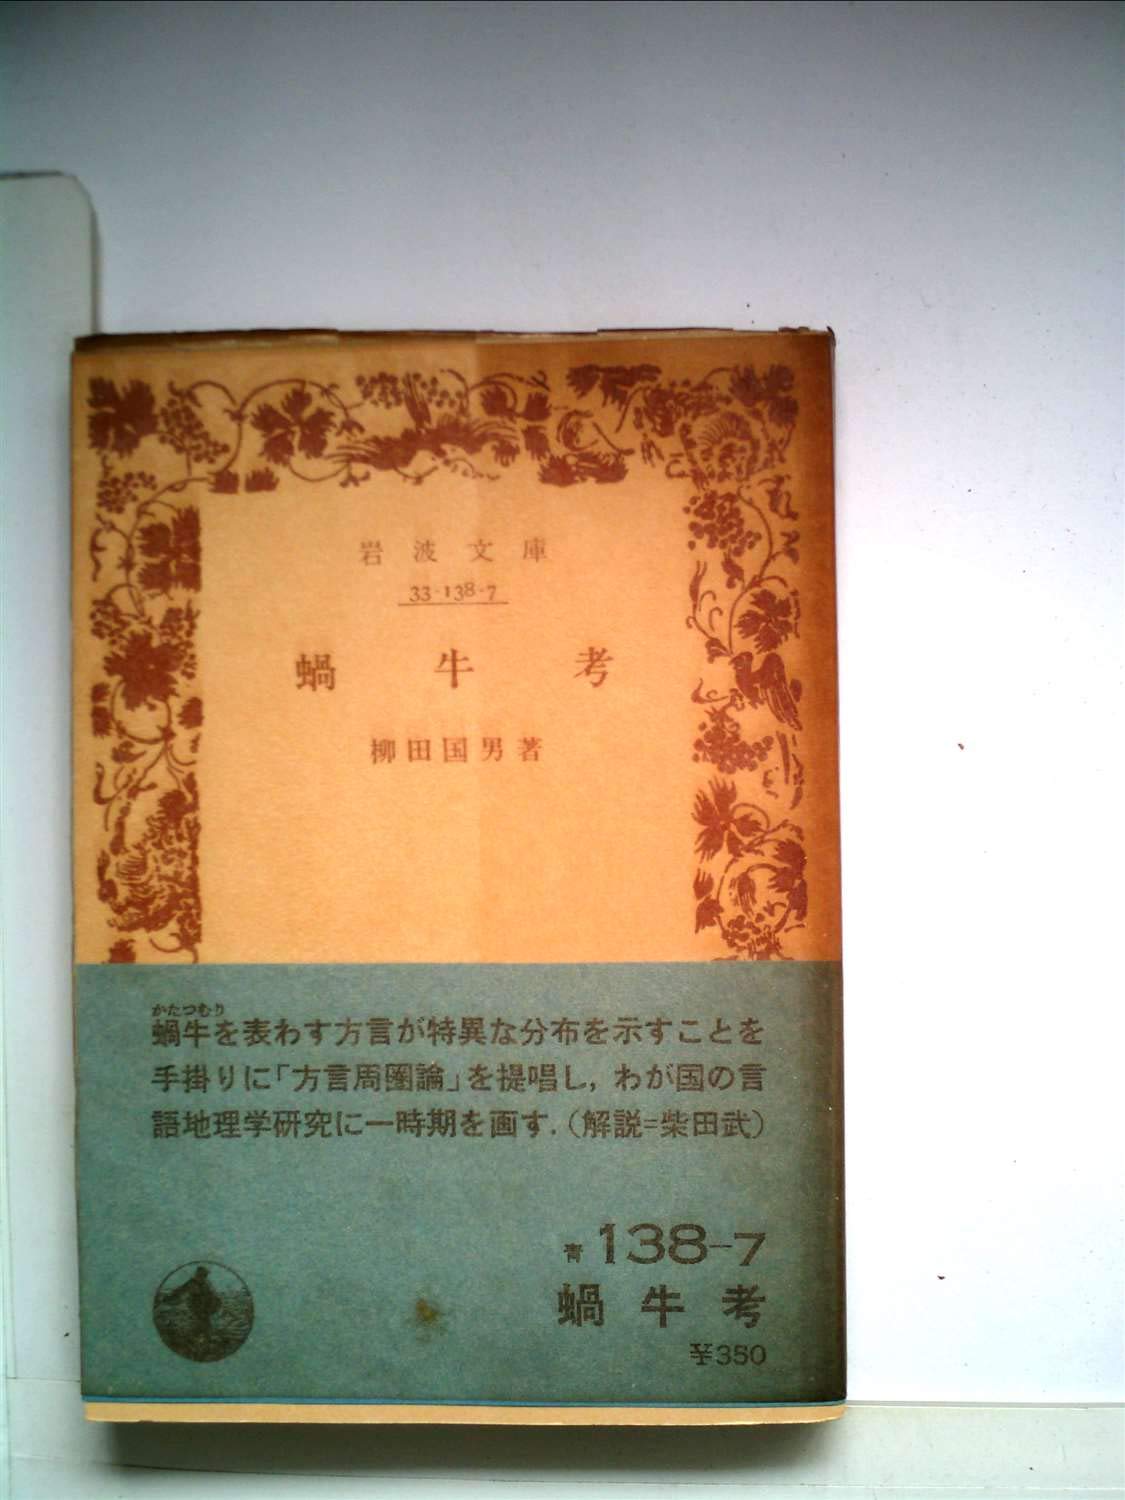 岩波文庫
33-138-7
蝸牛考
柳田国男著
かたつむり
蝸牛を表わす方言が特異な分布を示すことを
手掛りに「方言周圏論」を提唱し，わが国の言
語地理学研究に一時期を画す．（解説=柴田武）
青 138-7
蝸牛考
¥350